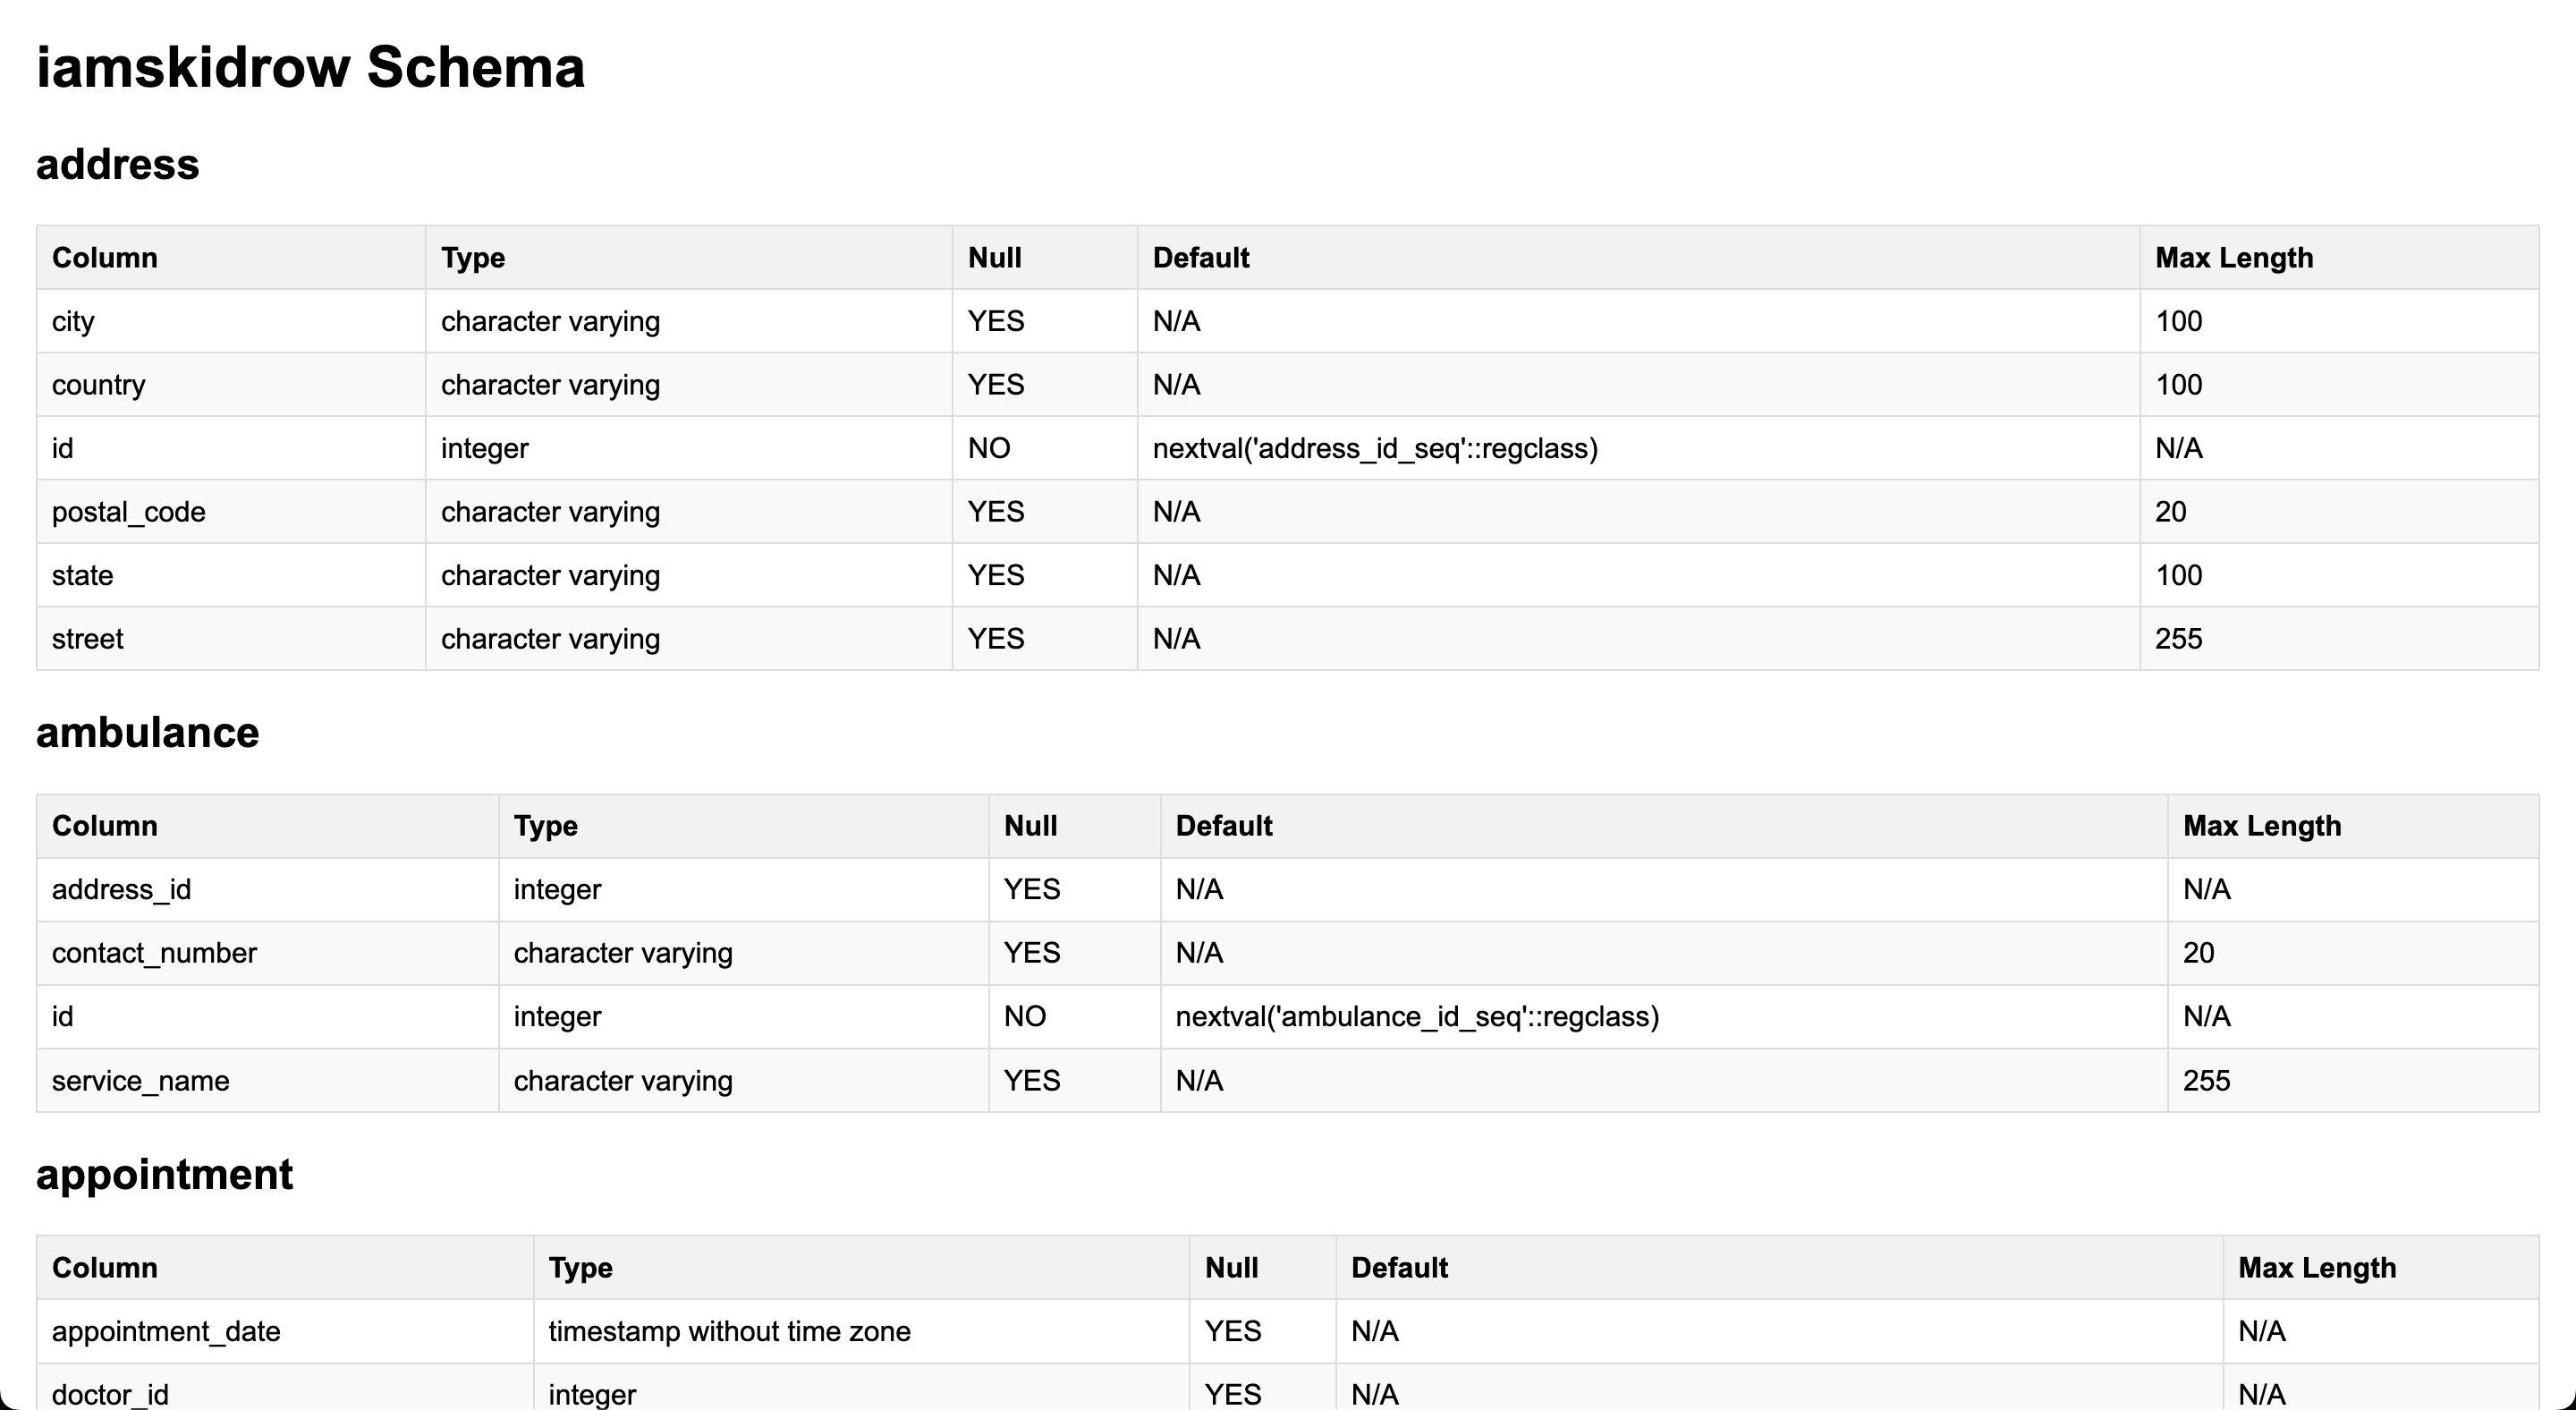 iamskidrow Schema
address
Column Type Null Default Max Length
city character varying YES N/A 100
country character varying YES N/A 100
id integer NO nextval('address_id_seq'::regclass) N/A
postal_code character varying YES N/A 20
state character varying YES N/A 100
street character varying YES N/A 255
ambulance
Column Type Null Default Max Length
address_id integer YES N/A N/A
contact_number character varying YES N/A 20
id integer NO nextval('ambulance_id_seq'::regclass) N/A
service_name character varying YES N/A 255
appointment
Column Type Null Default Max Length
appointment_date timestamp without time zone YES N/A N/A
doctor_id integer YES N/A N/A